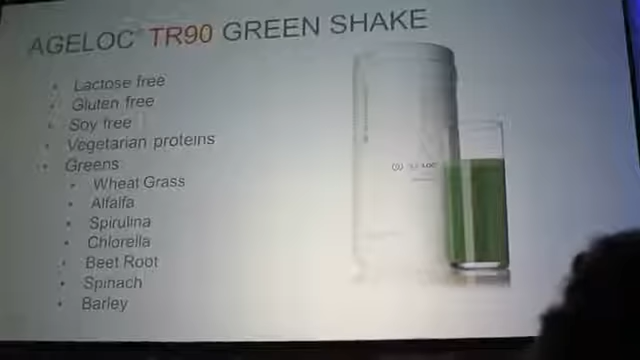 AGELOC TR90 GREEN SHAKE
• Lactose free
• Gluten free
• Soy free
• Vegetarian proteins
• Greens
• Wheat Grass
• Alfalfa
• Spirulina
• Chlorella
• Beet Root
• Spinach
• Barley